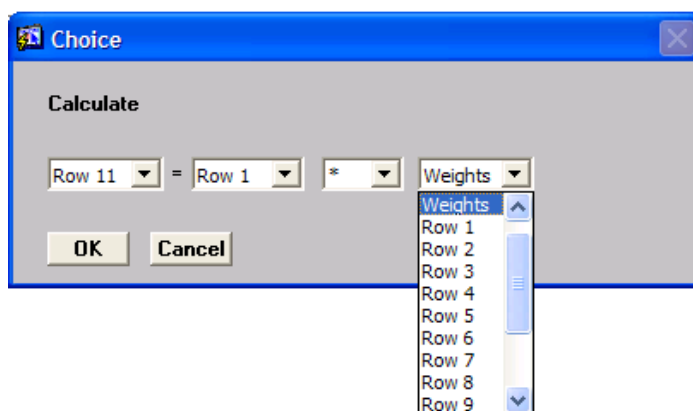 Choice
Calculate
Row 11 = Row 1 * Weights
Weights
Row 1
Row 2
Row 3
Row 4
Row 5
Row 6
Row 7
Row 8
Row 9
OK Cancel